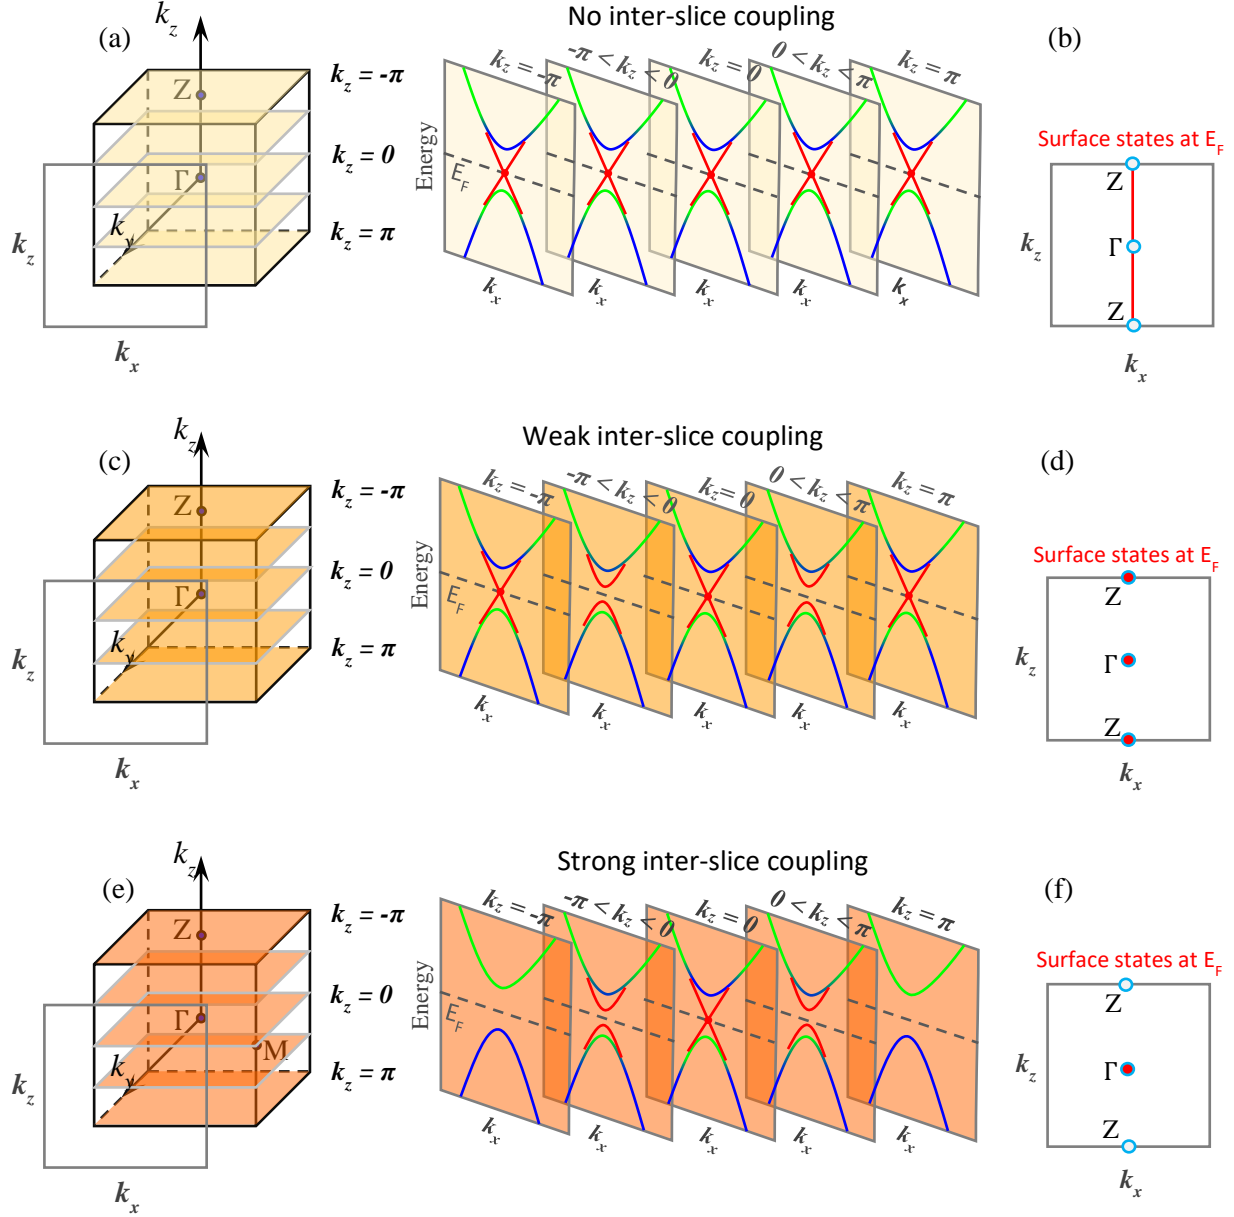 No inter-slice coupling
(a)
k_z
k_z = -π
Z
k_z = 0
Γ
k_y
k_z = π
k_z
k_x
Energy
E_F
k_z = -π
-π < k_z < 0
k_z = 0
0 < k_z < π
k_z = π
k_x
k_x
k_x
k_x
k_x
(b)
Surface states at E_F
Z
Γ
Z
k_z
k_x
Weak inter-slice coupling
(c)
k_z
k_z = -π
Z
k_z = 0
Γ
k_y
k_z = π
k_z
k_x
Energy
E_F
k_z = -π
-π < k_z < 0
k_z = 0
0 < k_z < π
k_z = π
k_x
k_x
k_x
k_x
k_x
(d)
Surface states at E_F
Z
Γ
Z
k_z
k_x
Strong inter-slice coupling
(e)
k_z
k_z = -π
Z
k_z = 0
Γ
M
k_y
k_z = π
k_z
k_x
Energy
E_F
k_z = -π
-π < k_z < 0
k_z = 0
0 < k_z < π
k_z = π
k_x
k_x
k_x
k_x
k_x
(f)
Surface states at E_F
Z
Γ
Z
k_z
k_x